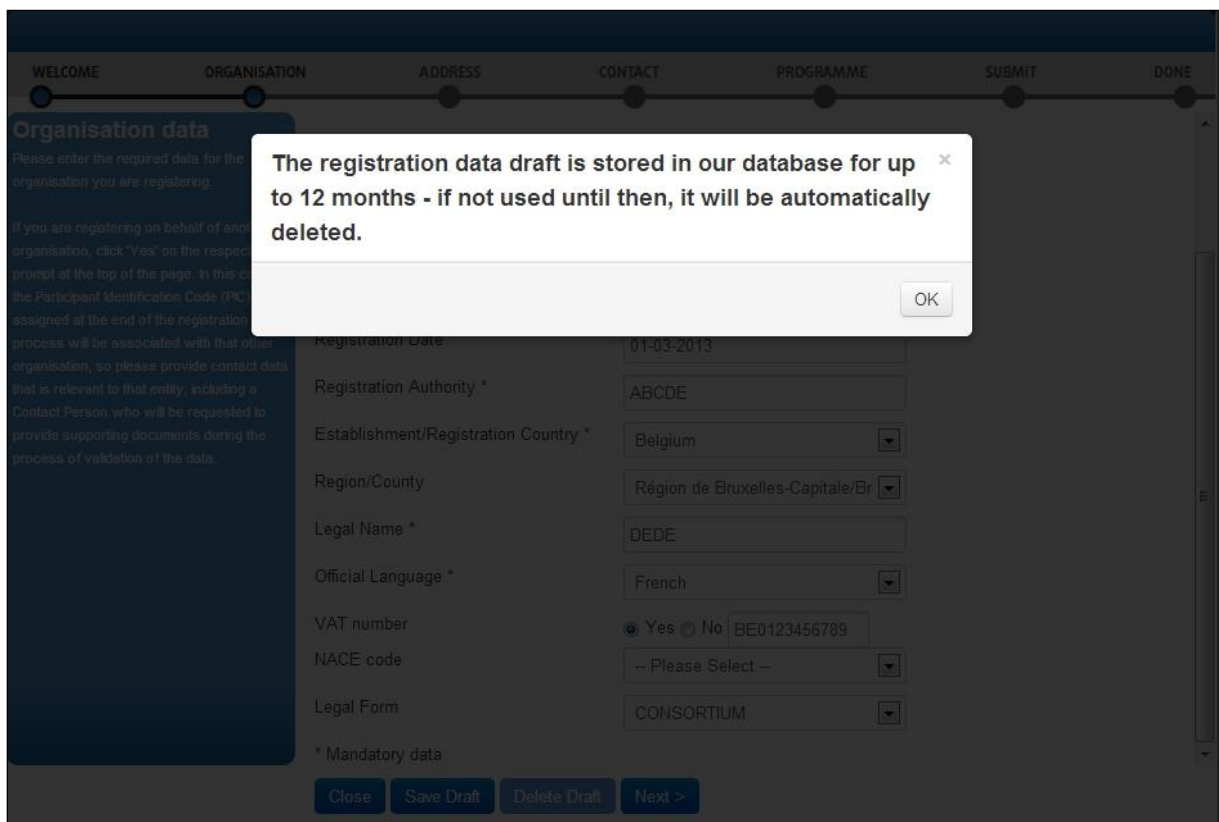 WELCOME ORGANISATION ADDRESS CONTACT PROGRAMME SUBMIT DONE
Organisation data
Please enter the required data for the
organisation you are registering.
If you are registering on behalf of
organisation, click 'Yes' on the
prompt at the top of the page. In this
the Participant Identification Code (PIC)
assigned at the end of the registration
process will be associated with that other
organisation, so please provide contact data
that is relevant to that entity, including a
Contact Person who will be requested to
provide supporting documents during the
process of validation of the data.
The registration data draft is stored in our database for up ×
to 12 months - if not used until then, it will be automatically
deleted.
OK
Registration Date 01-03-2013
Registration Authority * ABCDE
Establishment/Registration Country * Belgium
Region/County Région de Bruxelles-Capitale/Br
Legal Name * DEDE
Official Language * French
VAT number Yes No BE0123456789
NACE code -- Please Select --
Legal Form CONSORTIUM
* Mandatory data
Close Save Draft Delete Draft Next >